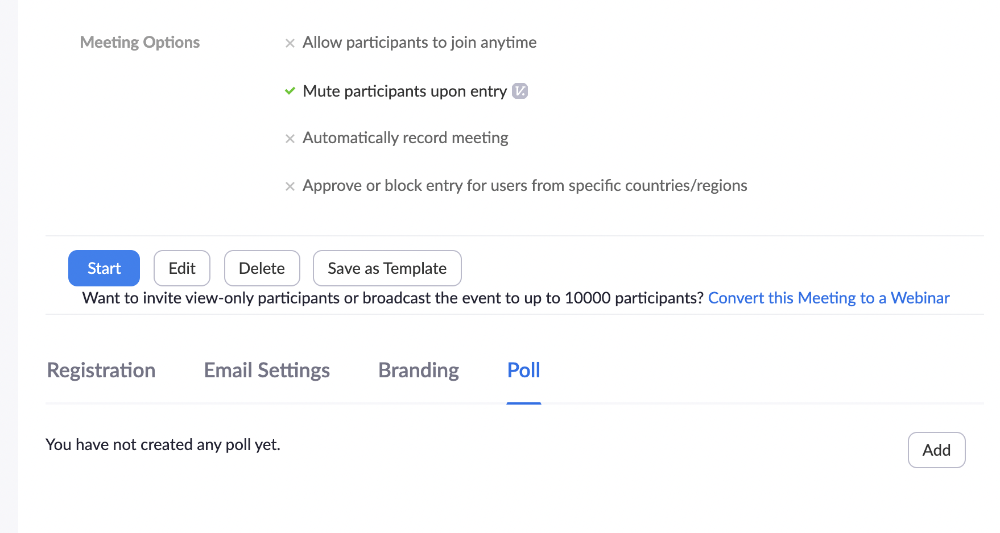 Meeting Options
Allow participants to join anytime
Mute participants upon entry V.
Automatically record meeting
Approve or block entry for users from specific countries/regions
Start Edit Delete Save as Template
Want to invite view-only participants or broadcast the event to up to 10000 participants? Convert this Meeting to a Webinar
Registration Email Settings Branding Poll
You have not created any poll yet.
Add